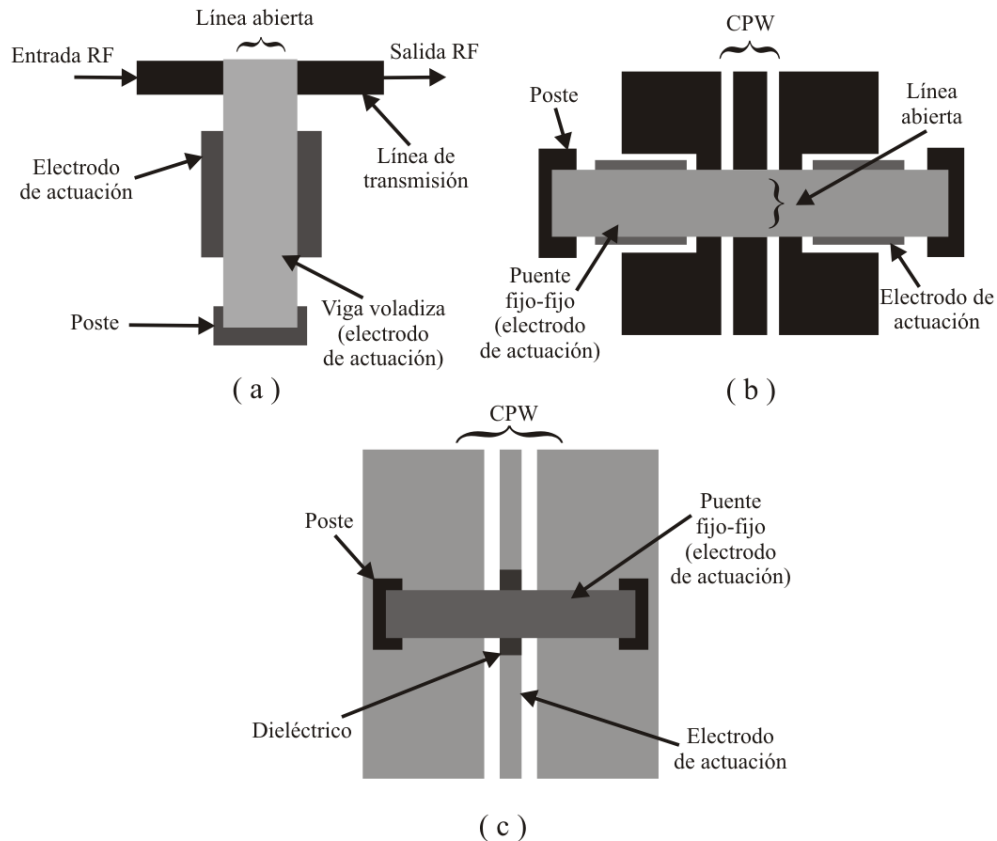 Línea abierta
Entrada RF
Salida RF
Electrodo
de actuación
Línea de
transmisión
Viga voladiza
(electrodo
de actuación)
Poste
( a )
CPW
Poste
Línea
abierta
Puente
fijo-fijo
(electrodo
de actuación)
Electrodo de
actuación
( b )
CPW
Poste
Puente
fijo-fijo
(electrodo
de actuación)
Dieléctrico
Electrodo
de actuación
( c )